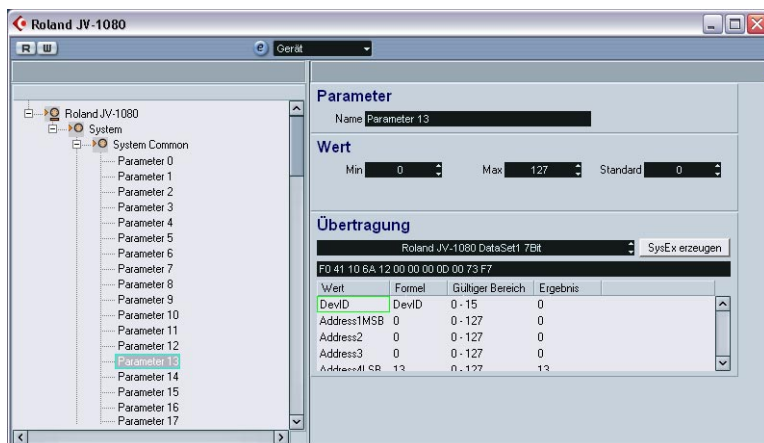 Roland JV-1080
R W e Gerät
Roland JV-1080
System
System Common
Parameter 0
Parameter 1
Parameter 2
Parameter 3
Parameter 4
Parameter 5
Parameter 6
Parameter 7
Parameter 8
Parameter 9
Parameter 10
Parameter 11
Parameter 12
Parameter 13
Parameter 14
Parameter 15
Parameter 16
Parameter 17
Parameter
Name Parameter 13
Wert
Min 0 Max 127 Standard 0
Übertragung
Roland JV-1080 DataSet1 7Bit SysEx erzeugen
F0 41 10 6A 12 00 00 00 0D 00 73 F7
Wert Formel Gültiger Bereich Ergebnis
DevID DevID 0 - 15 0
Address1MSB 0 0 - 127 0
Address2 0 0 - 127 0
Address3 0 0 - 127 0
Address4LSB 13 0 - 127 13